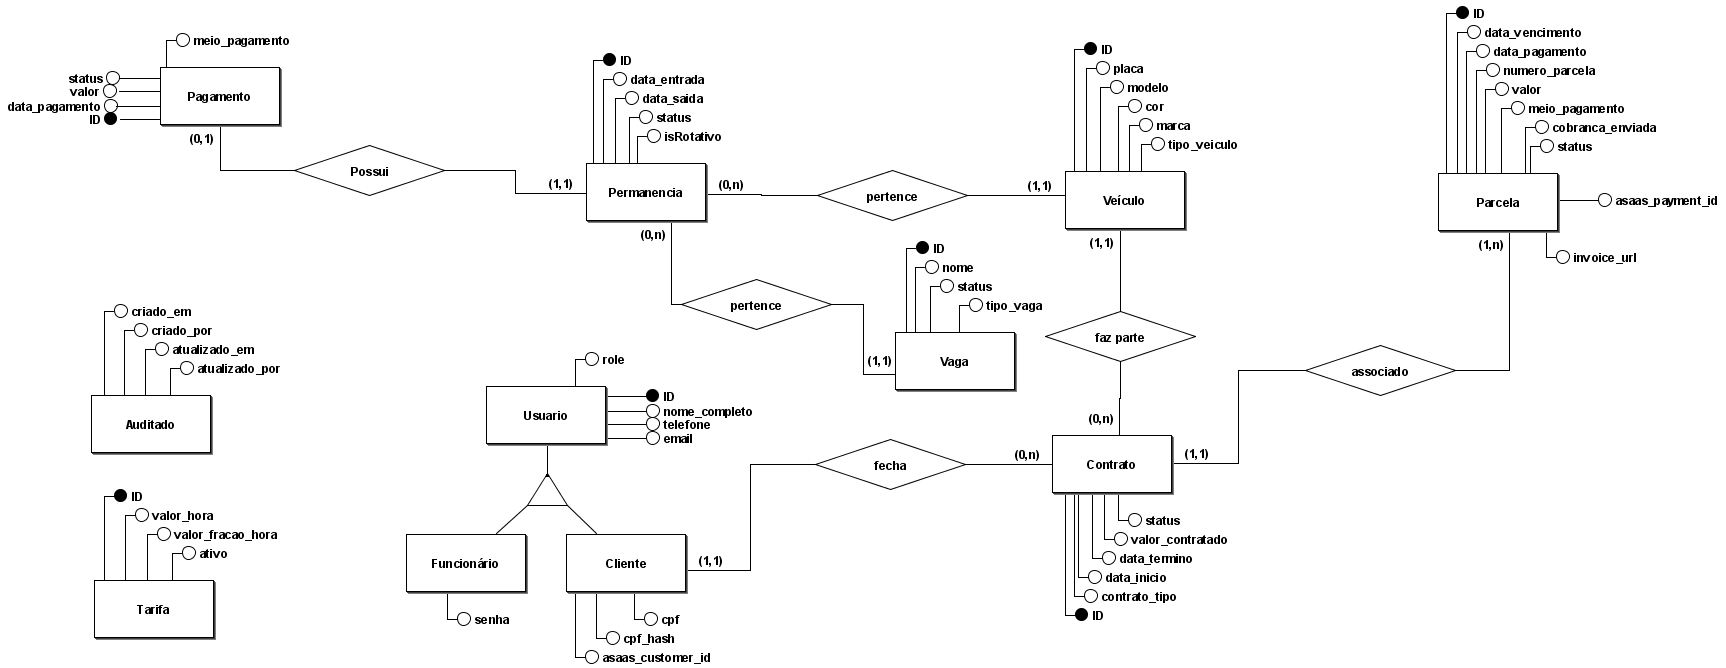 meio_pagamento
status
valor
data_pagamento
ID
Pagamento
(0,1)
Possui
(1,1)
ID
data_entrada
data_saida
status
isRotativo
Permanencia
(0,n)
(0,n)
pertence
(1,1)
ID
placa
modelo
cor
marca
tipo_veiculo
Veículo
(1,1)
ID
data_vencimento
data_pagamento
numero_parcela
valor
meio_pagamento
cobranca_enviada
status
Parcela
asaas_payment_id
(1,n)
invoice_url
pertence
(1,1)
ID
nome
status
tipo_vaga
Vaga
faz parte
(0,n)
associado
criado_em
criado_por
atualizado_em
atualizado_por
Auditado
role
Usuario
ID
nome_completo
telefone
email
fecha
(0,n)
Contrato
(1,1)
status
valor_contratado
data_termino
data_inicio
contrato_tipo
ID
ID
valor_hora
valor_fracao_hora
ativo
Tarifa
Funcionário
senha
Cliente
(1,1)
cpf
cpf_hash
asaas_customer_id